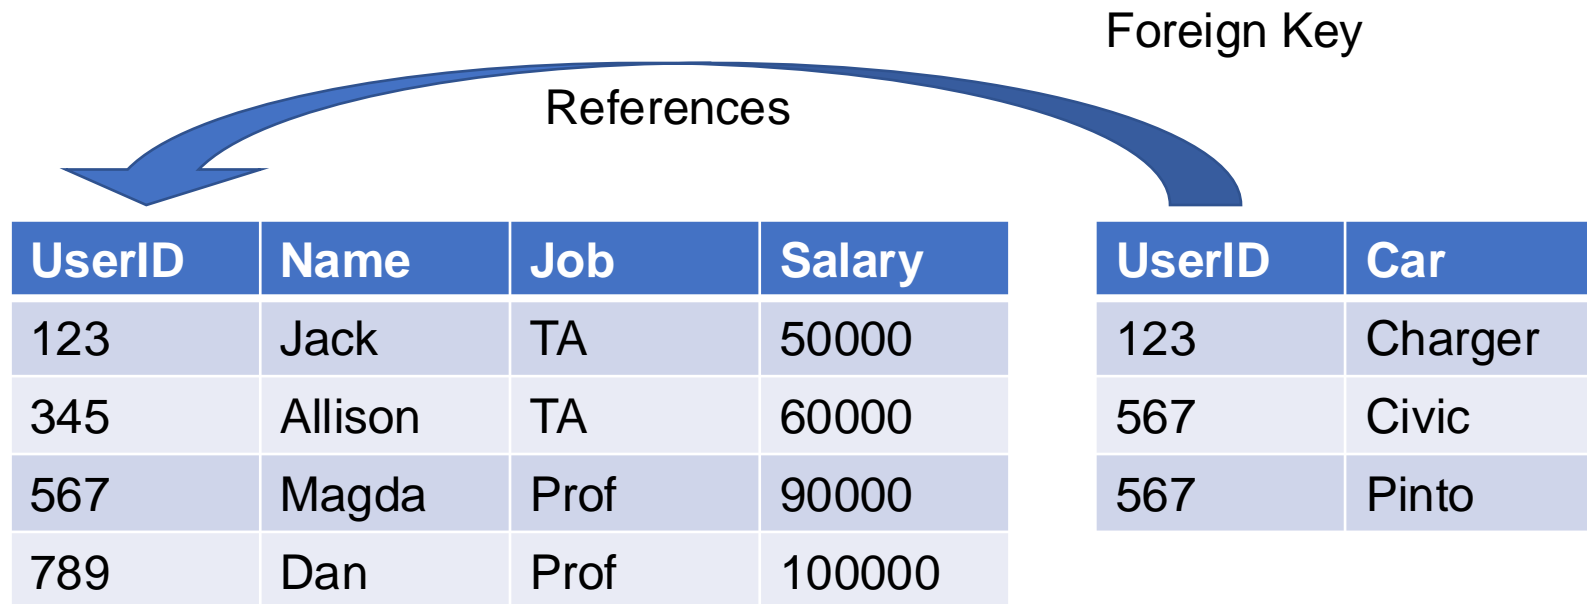 Foreign Key
References
UserID Name Job Salary
123 Jack TA 50000
345 Allison TA 60000
567 Magda Prof 90000
789 Dan Prof 100000
UserID Car
123 Charger
567 Civic
567 Pinto